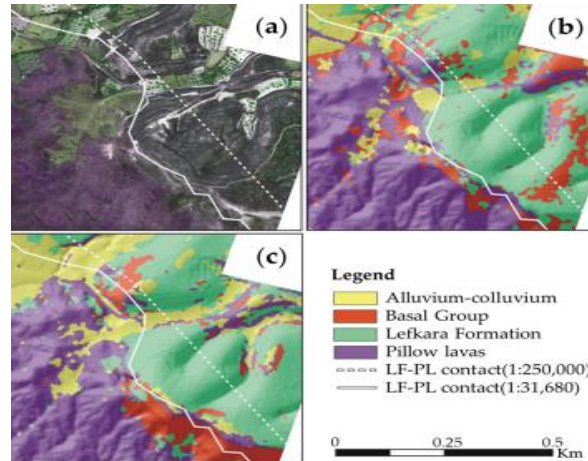 (a)
(b)
(c)
Legend
Alluvium-colluvium
Basal Group
Lefkara Formation
Pillow lavas
LF-PL contact(1:250,000)
LF-PL contact(1:31,680)
0 0.25 0.5
Km